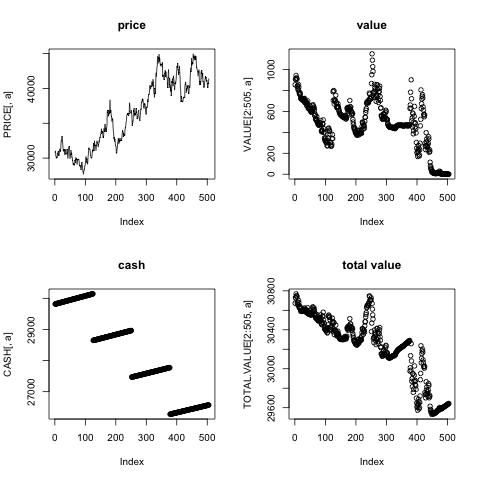 price
PRICE[, a]
30000 40000
0 100 200 300 400 500
Index
value
VALUE[2:505, a]
0 200 600 1000
0 100 200 300 400 500
Index
cash
CASH[, a]
27000 29000
0 100 200 300 400 500
Index
total value
TOTAL.VALUE[2:505, a]
29600 30000 30400 30800
0 100 200 300 400 500
Index